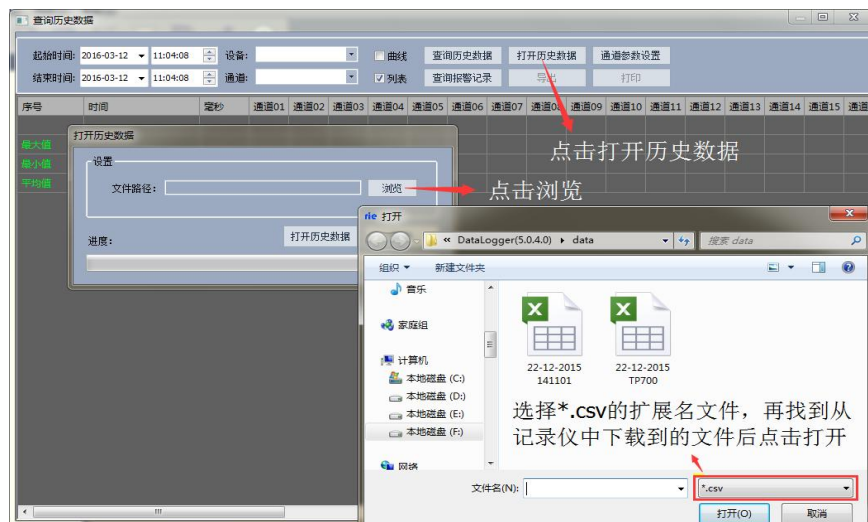 查询历史数据
起始时间: 2016-03-12 11:04:08 设备: 曲线 查询历史数据 打开历史数据 通道参数设置
结束时间: 2016-03-12 11:04:08 通道: 列表 查询报警记录 导出 打印
序号 时间 毫秒 通道01 通道02 通道03 通道04 通道05 通道06 通道07 通道08 通道09 通道10 通道11 通道12 通道13 通道14 通道15 通道
最大值
最小值
平均值
点击打开历史数据
打开历史数据
设置
文件路径: 浏览
点击浏览
进度: 打开历史数据
rie 打开
« DataLogger(5.0.4.0) data 搜索 data
组织 新建文件夹
音乐
家庭组
计算机
本地磁盘 (C:)
本地磁盘 (D:)
本地磁盘 (E:)
本地磁盘 (F:)
网络
22-12-2015
141101
22-12-2015
TP700
选择*.csv的扩展名文件，再找到从
记录仪中下载到的文件后点击打开
文件名(N): *.csv
打开(O) 取消